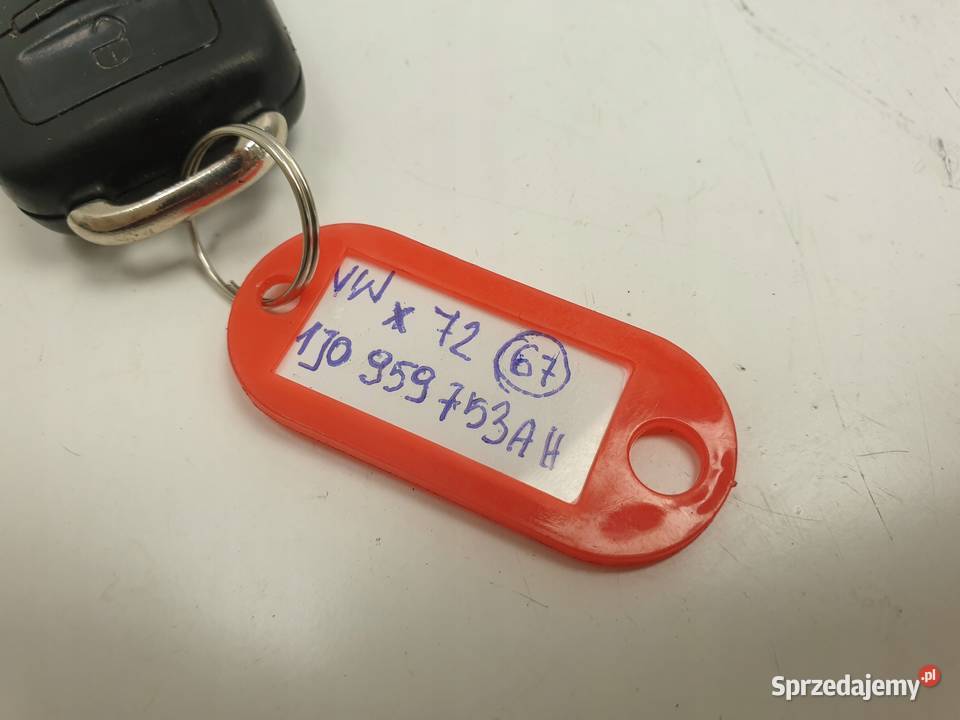 VW x 72 67
1J0 959 753AH
Sprzedajemy.pl